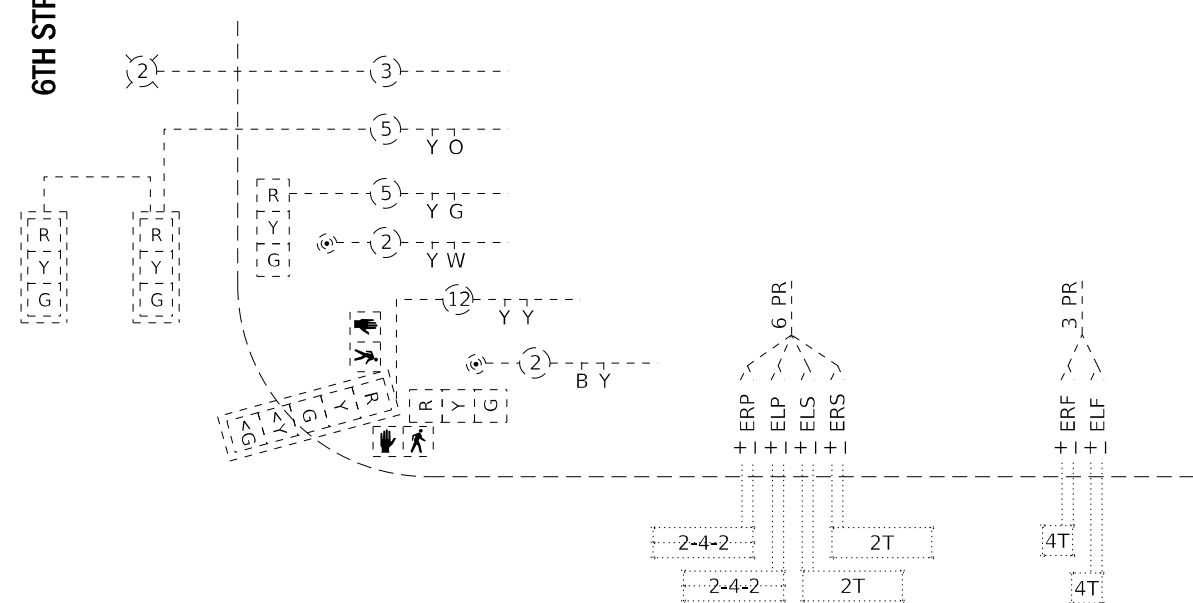 6TH STR
2 3
5
Y O
R
Y
G
R
Y
G
R
Y
G
5
Y G
2
Y W
12
Y Y
2
B Y
R Y G <Y <G
R Y G
6 PR
+ ERP –
+ ELP –
+ ELS –
+ ERS –
3 PR
+ ERF –
+ ELF –
2-4-2
2T
4T
2-4-2
2T
4T